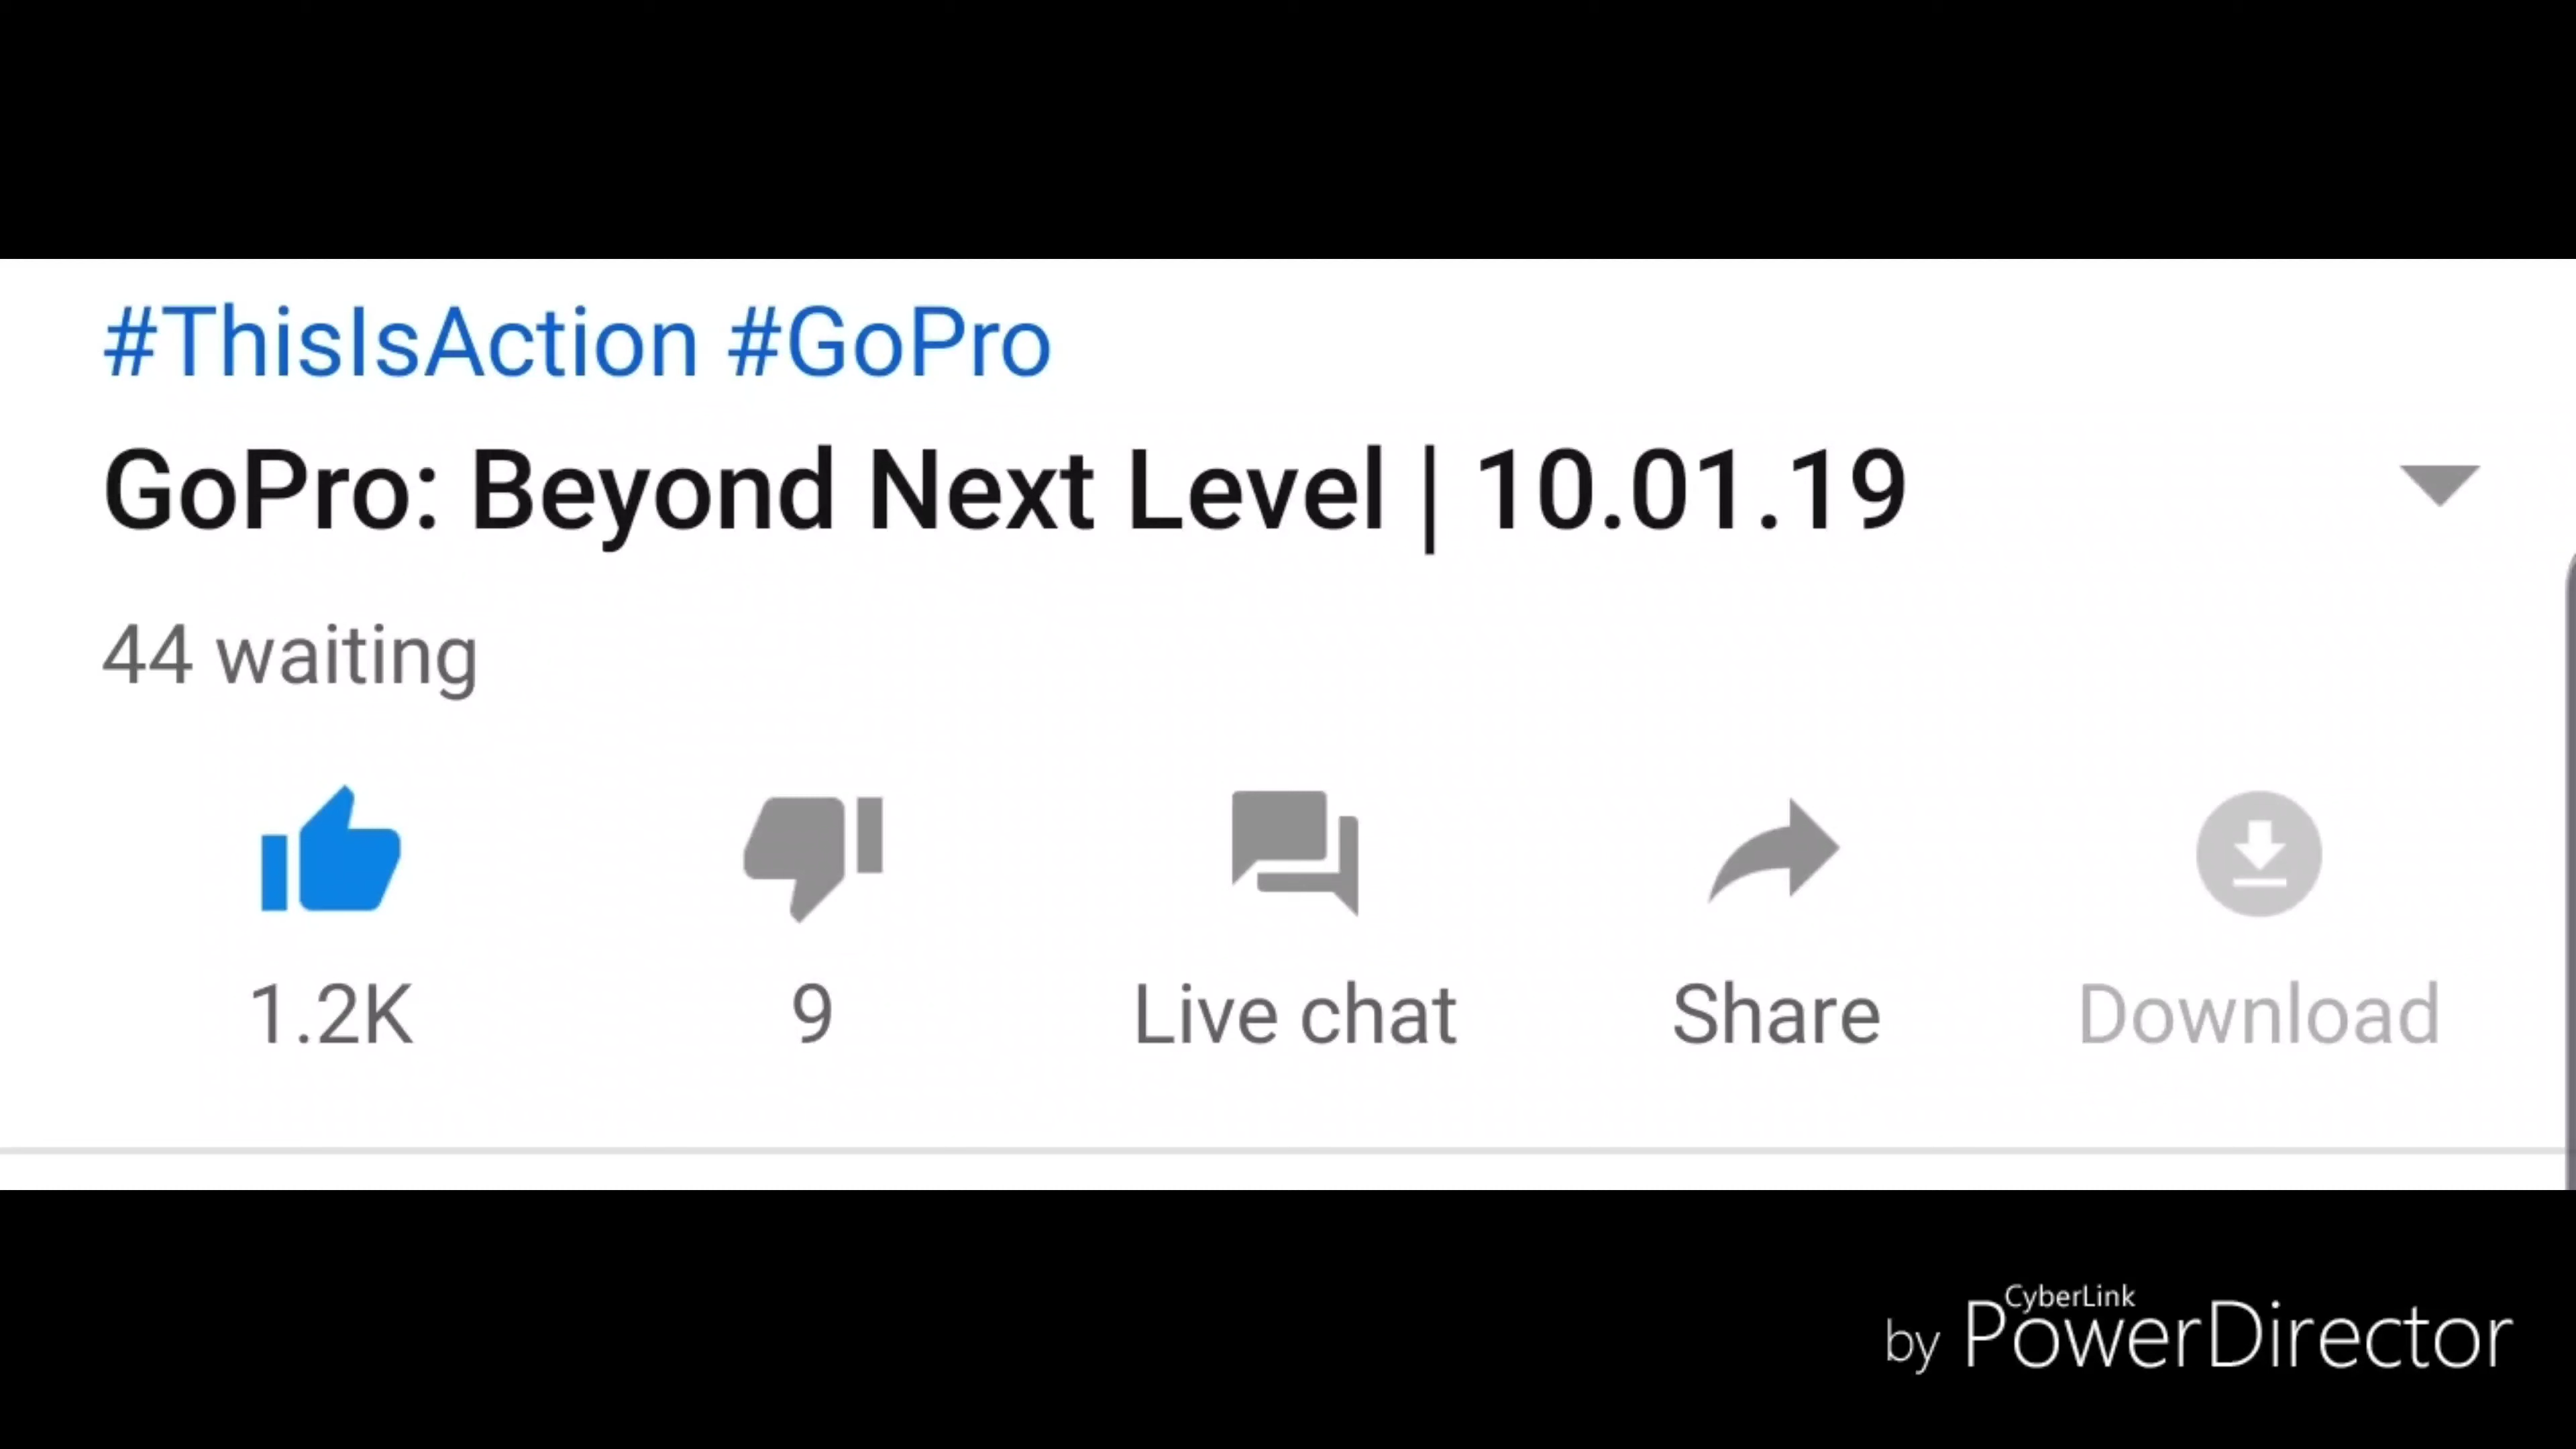 #ThisIsAction #GoPro
GoPro: Beyond Next Level | 10.01.19
44 waiting
1.2K 9 Live chat Share Download
by CyberLink PowerDirector